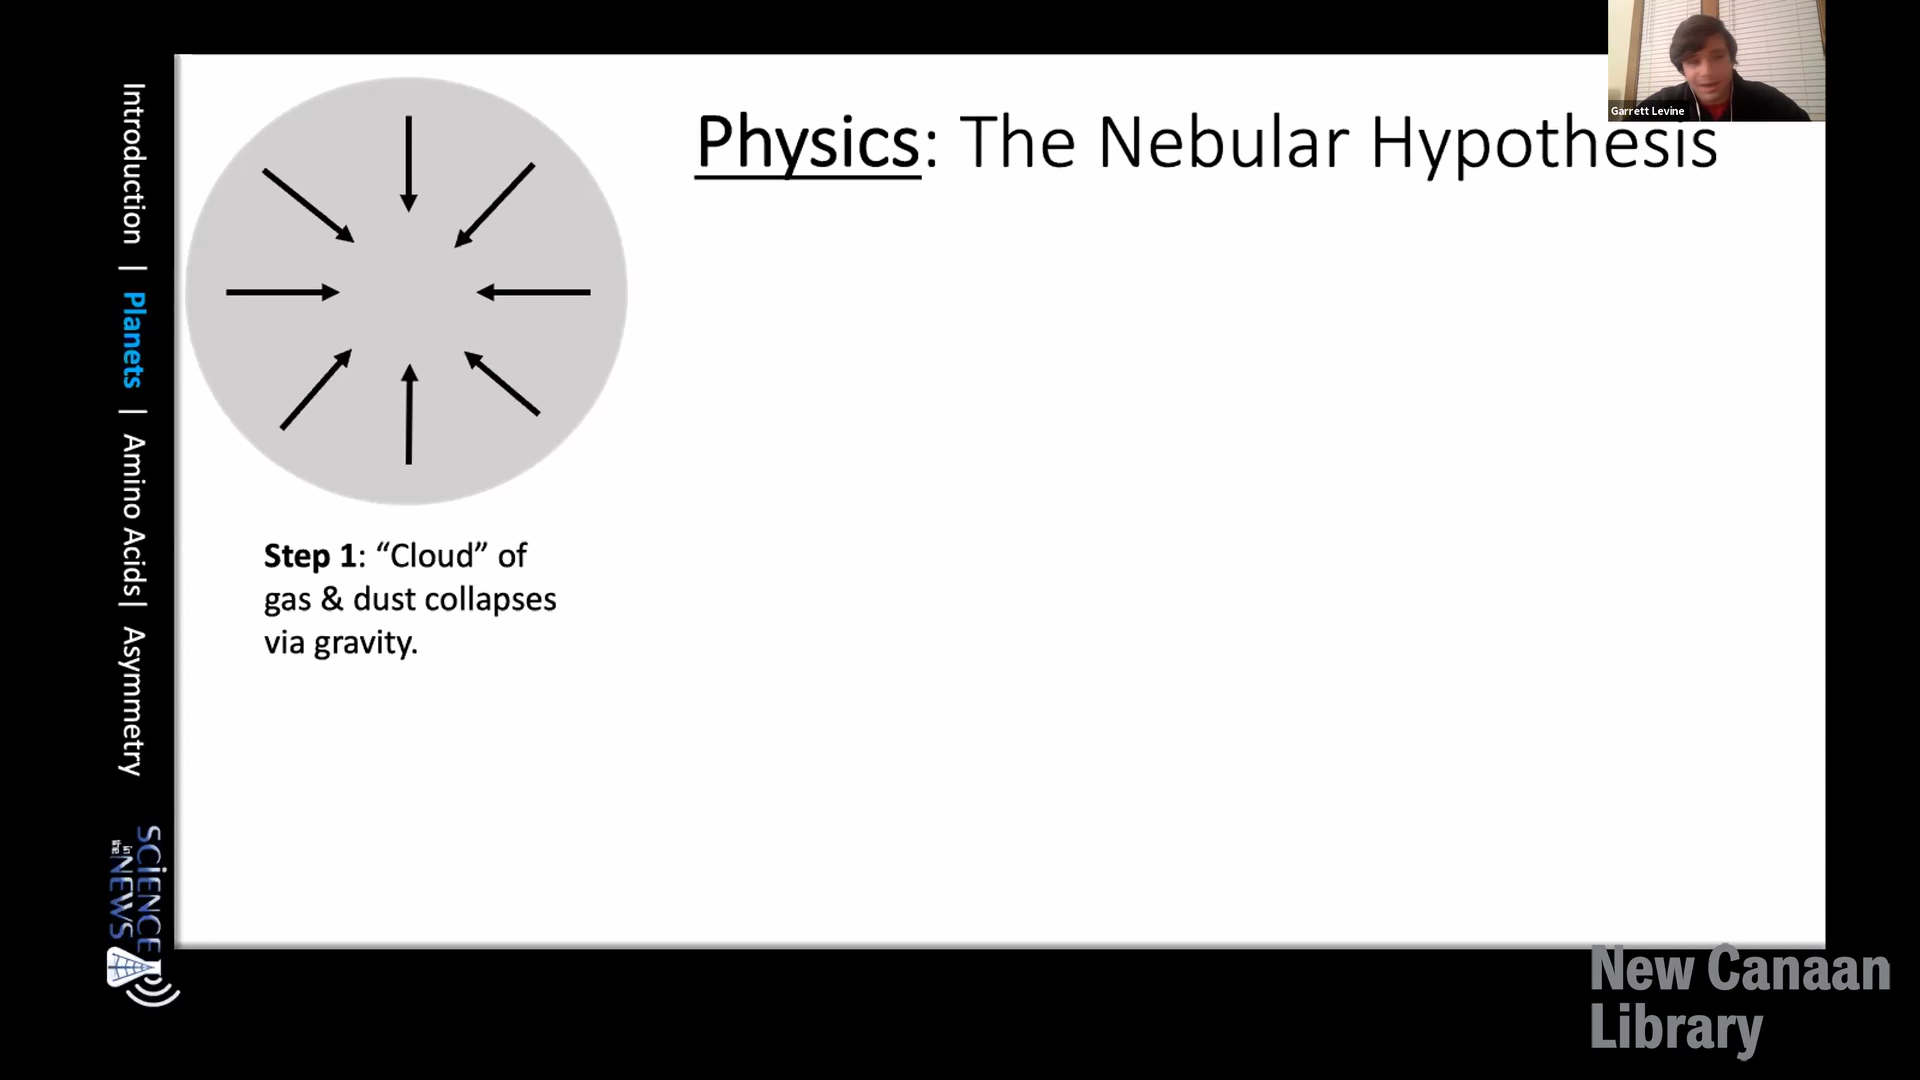 Introduction | Planets | Amino Acids| Asymmetry
SCiENCE
in the NEWS
Physics: The Nebular Hypothesis
Garrett Levine
Step 1: “Cloud” of
gas & dust collapses
via gravity.
New Canaan
Library